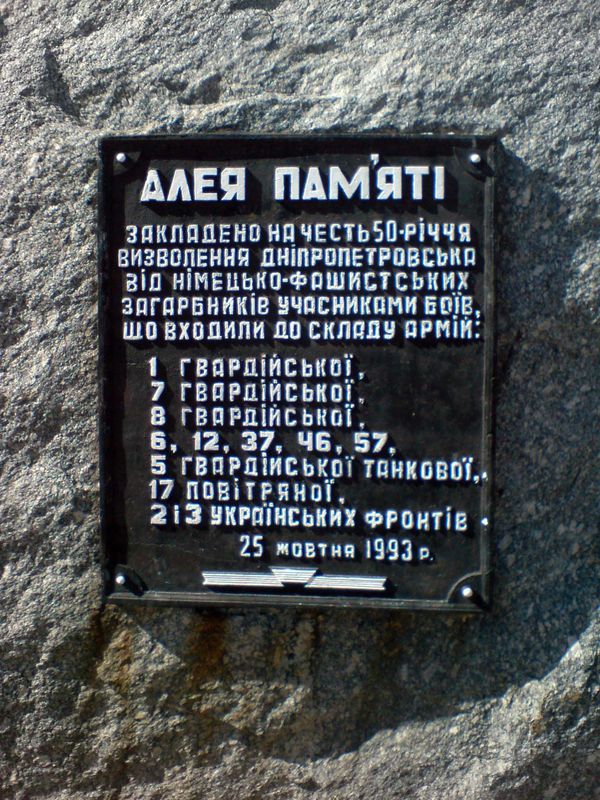 АЛЕЯ ПАМ'ЯТІ
ЗАКЛАДЕНО НА ЧЕСТЬ 50-РІЧЧЯ
ВИЗВОЛЕННЯ ДНІПРОПЕТРОВСЬКА
ВІД НІМЕЦЬКО-ФАШИСТСЬКИХ
ЗАГАРБНИКІВ УЧАСНИКАМИ БОЇВ,
ЩО ВХОДИЛИ ДО СКЛАДУ АРМІЙ:
1 ГВАРДІЙСЬКОЇ,
7 ГВАРДІЙСЬКОЇ,
8 ГВАРДІЙСЬКОЇ,
6, 12, 37, 46, 57,
5 ГВАРДІЙСЬКОЇ ТАНКОВОЇ,
17 ПОВІТРЯНОЇ,
2 І 3 УКРАЇНСЬКИХ ФРОНТІВ
25 ЖОВТНЯ 1993 р.